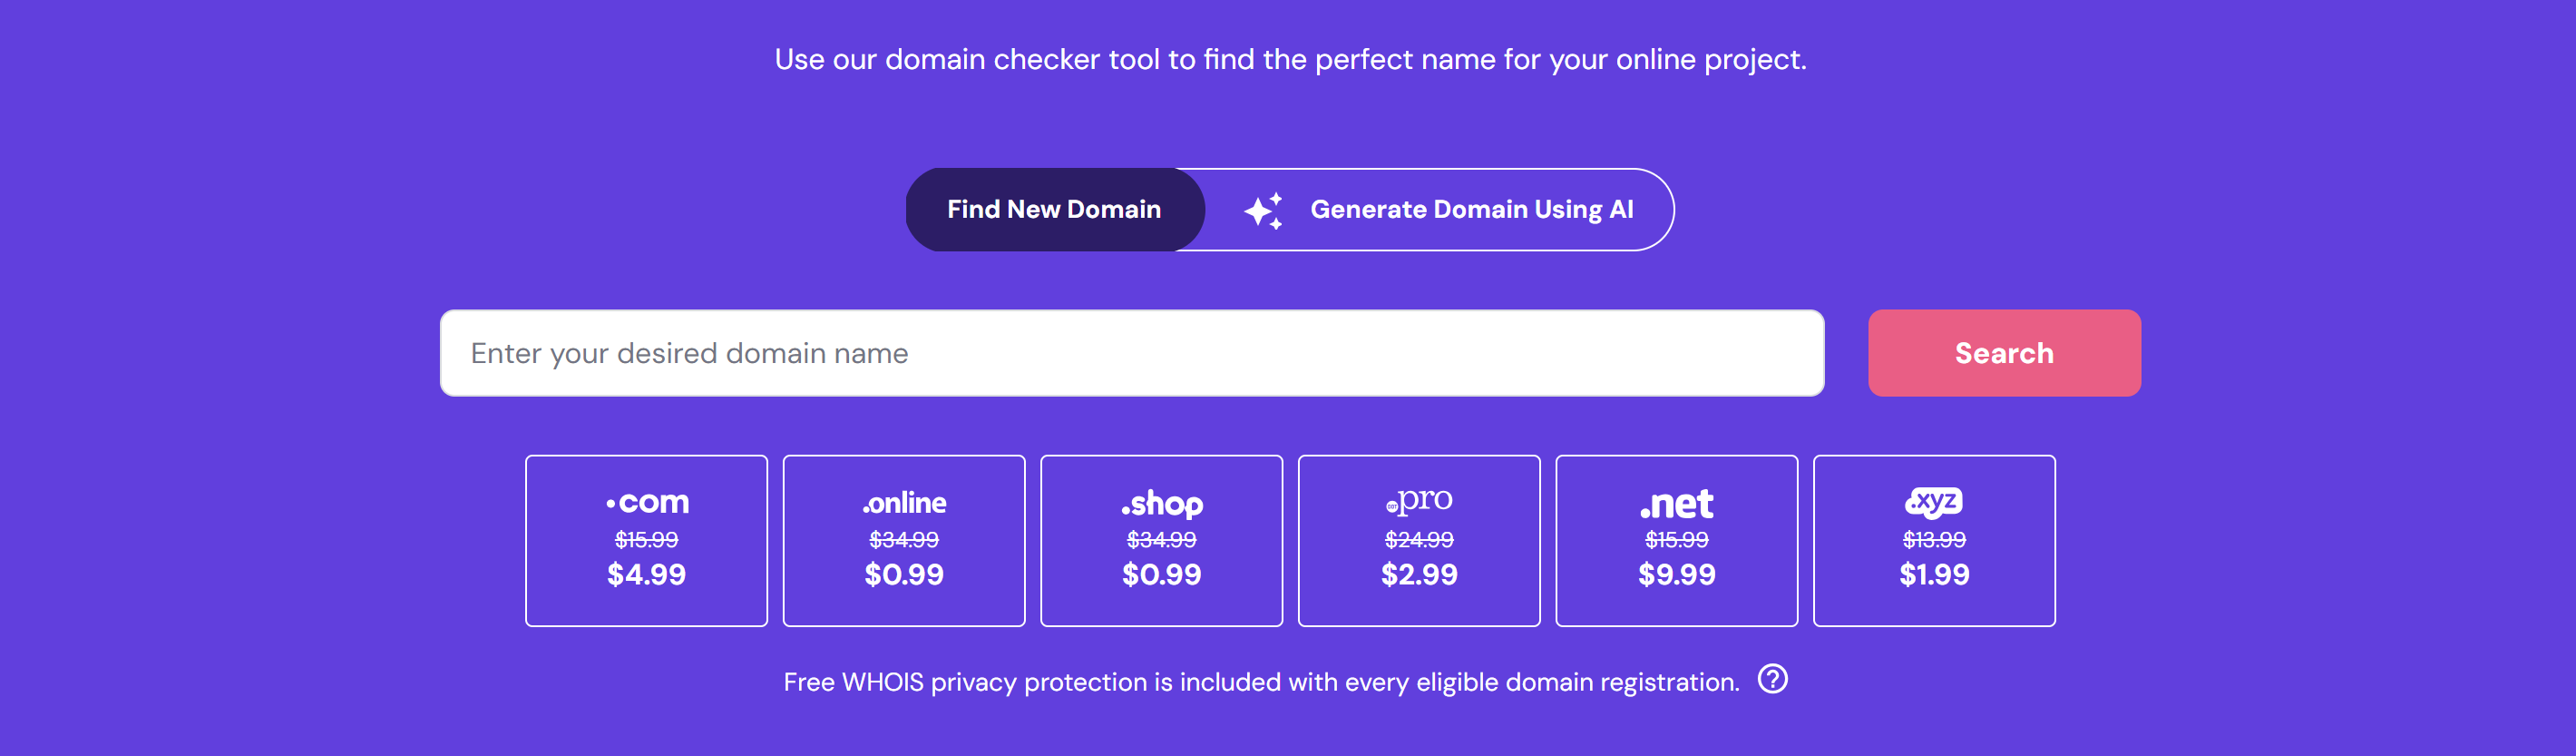 Use our domain checker tool to find the perfect name for your online project.
Find New Domain
Generate Domain Using AI
Enter your desired domain name
Search
.com
$15.99
$4.99
.online
$34.99
$0.99
.shop
$34.99
$0.99
.pro
$24.99
$2.99
.net
$15.99
$9.99
.xyz
$13.99
$1.99
Free WHOIS privacy protection is included with every eligible domain registration.